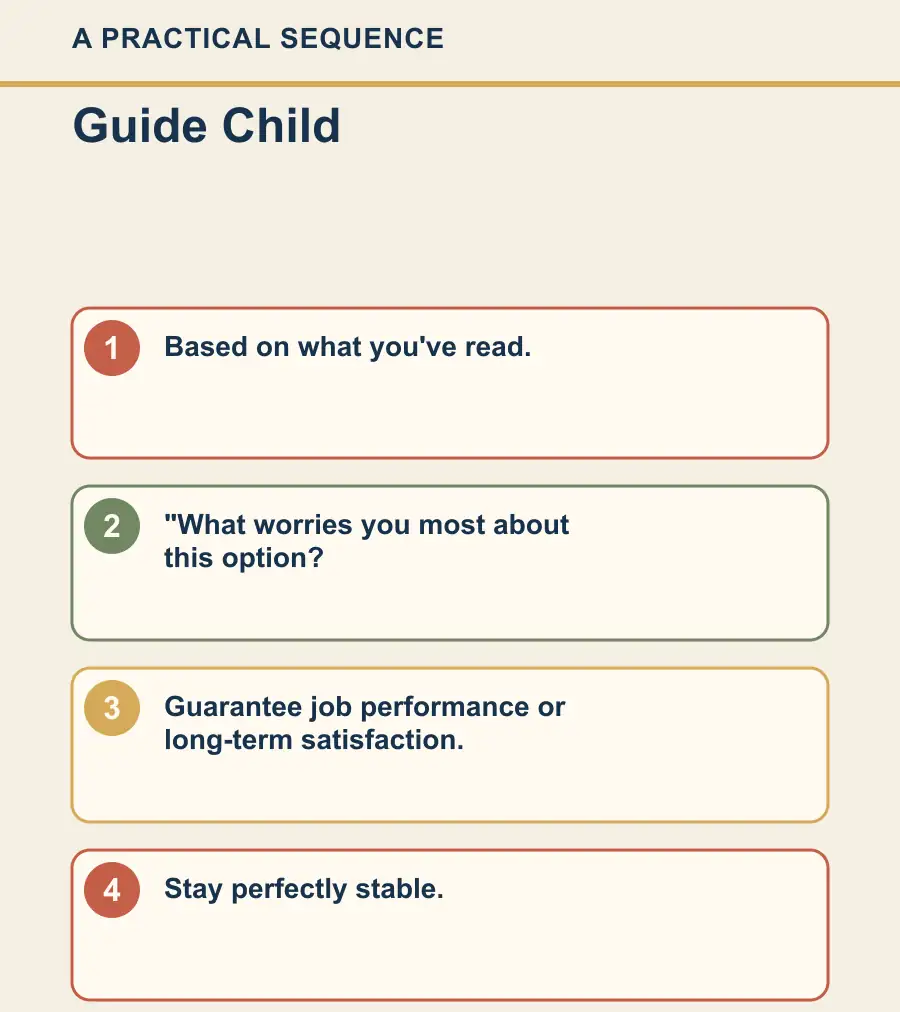 A PRACTICAL SEQUENCE
Guide Child
1
Based on what you've read.
2
"What worries you most about
this option?
3
Guarantee job performance or
long-term satisfaction.
4
Stay perfectly stable.